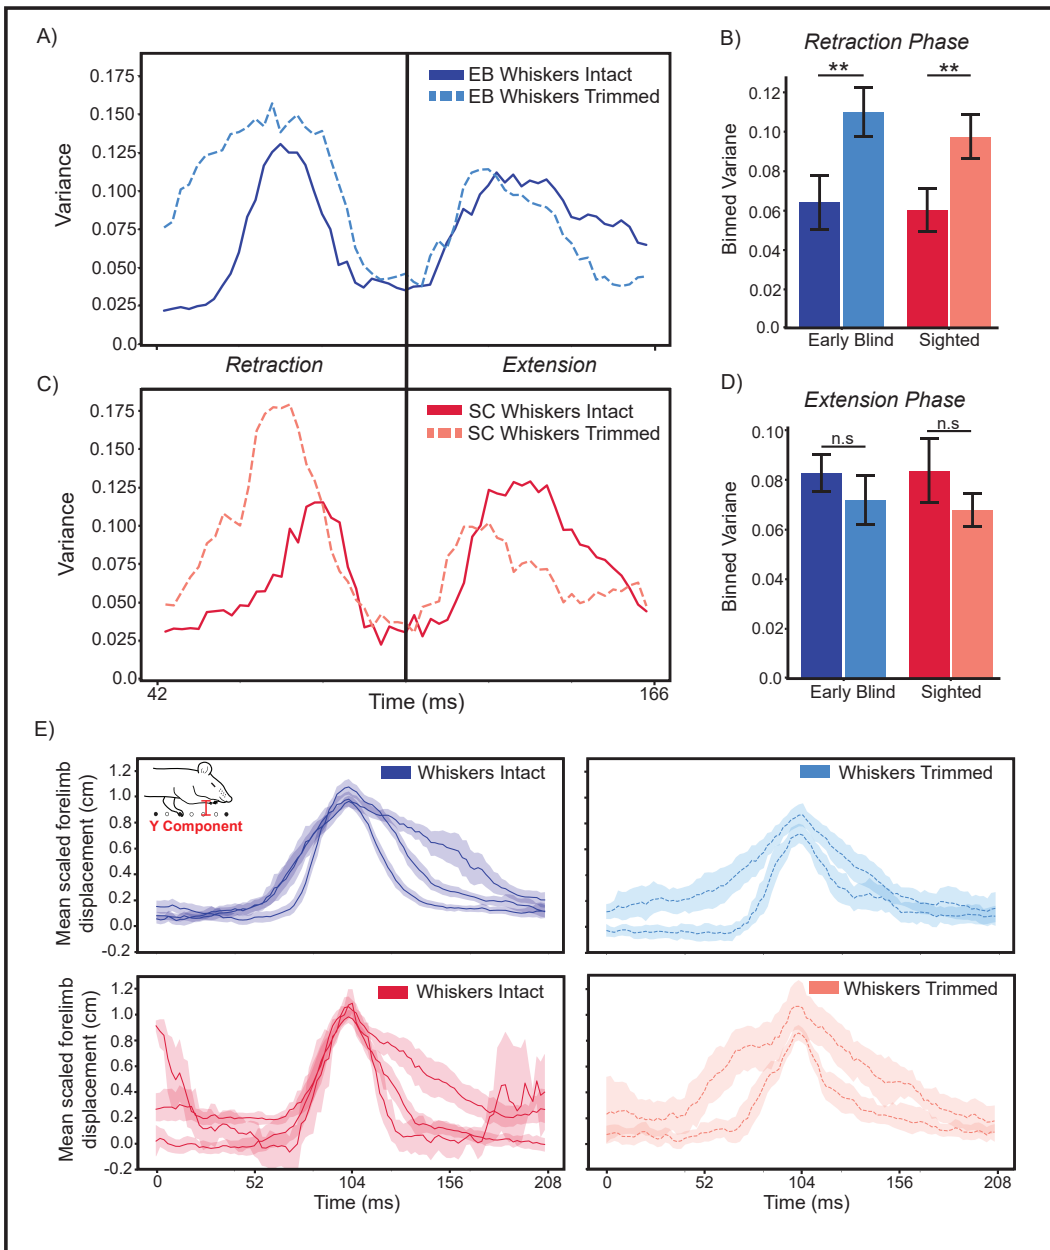 A)
EB Whiskers Intact
EB Whiskers Trimmed
Variance
0.175
0.150
0.125
0.100
0.075
0.050
0.025
0.0
Retraction
Extension
B)
Retraction Phase
**
**
Binned Variane
0.12
0.10
0.08
0.06
0.04
0.02
0.0
Early Blind
Sighted
C)
SC Whiskers Intact
SC Whiskers Trimmed
Variance
0.175
0.150
0.125
0.100
0.075
0.050
0.025
0.0
42
Time (ms)
166
D)
Extension Phase
n.s
n.s
Binned Variane
0.10
0.08
0.06
0.04
0.02
0.0
Early Blind
Sighted
E)
Mean scaled forelimb
displacement (cm)
1.2
1.0
0.8
0.6
0.4
0.2
0.0
-0.2
Y Component
Whiskers Intact
Whiskers Trimmed
Mean scaled forelimb
displacement (cm)
1.2
1.0
0.8
0.6
0.4
0.2
0.0
-0.2
Whiskers Intact
Whiskers Trimmed
0
52
104
156
208
Time (ms)
0
52
104
156
208
Time (ms)